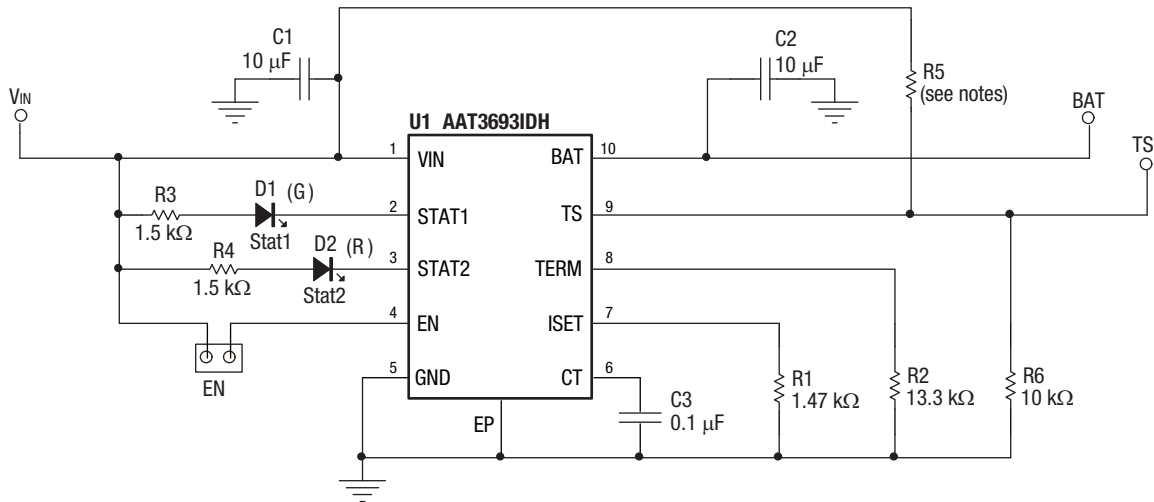 C1
10 μF
C2
10 μF
R5
(see notes)
VIN
BAT
TS
U1 AAT3693IDH
1 VIN
BAT 10
R3
1.5 kΩ
D1 (G)
Stat1
2 STAT1
TS 9
R4
1.5 kΩ
D2 (R)
Stat2
3 STAT2
TERM 8
4 EN
ISET 7
EN
5 GND
CT 6
EP
C3
0.1 μF
R1
1.47 kΩ
R2
13.3 kΩ
R6
10 kΩ